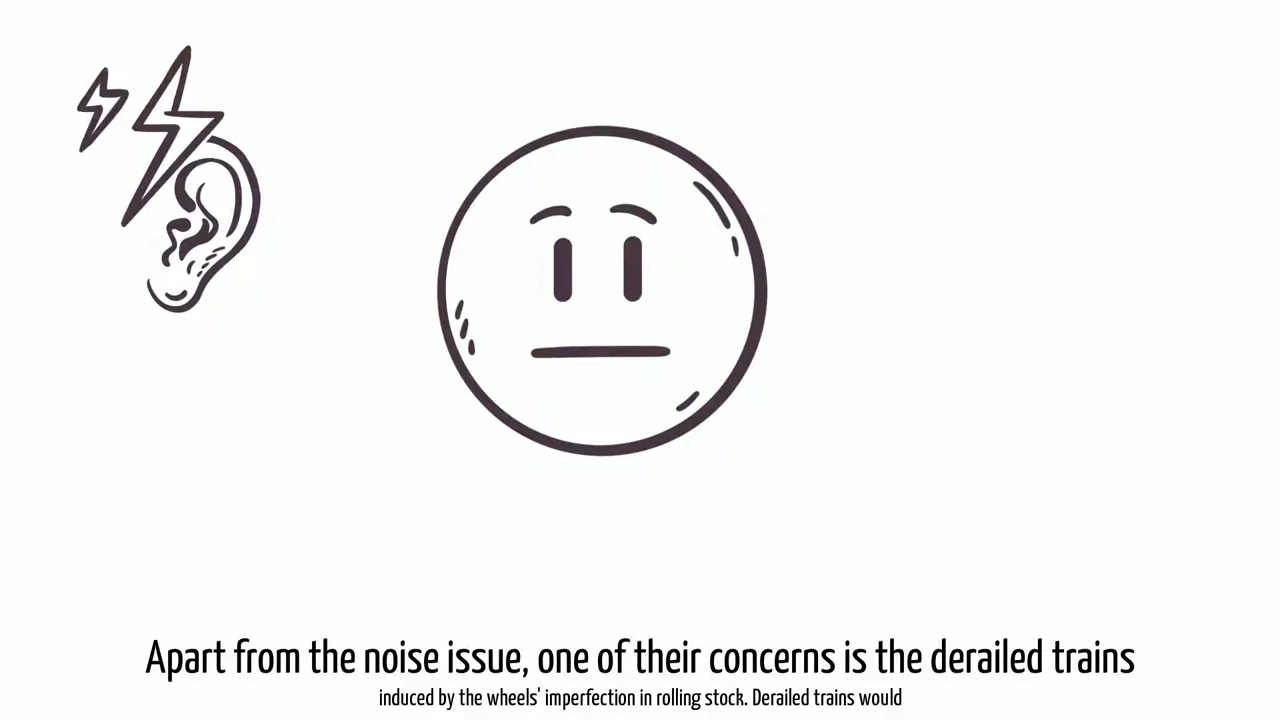 Apart from the noise issue, one of their concerns is the derailed trains
induced by the wheels' imperfection in rolling stock. Derailed trains would